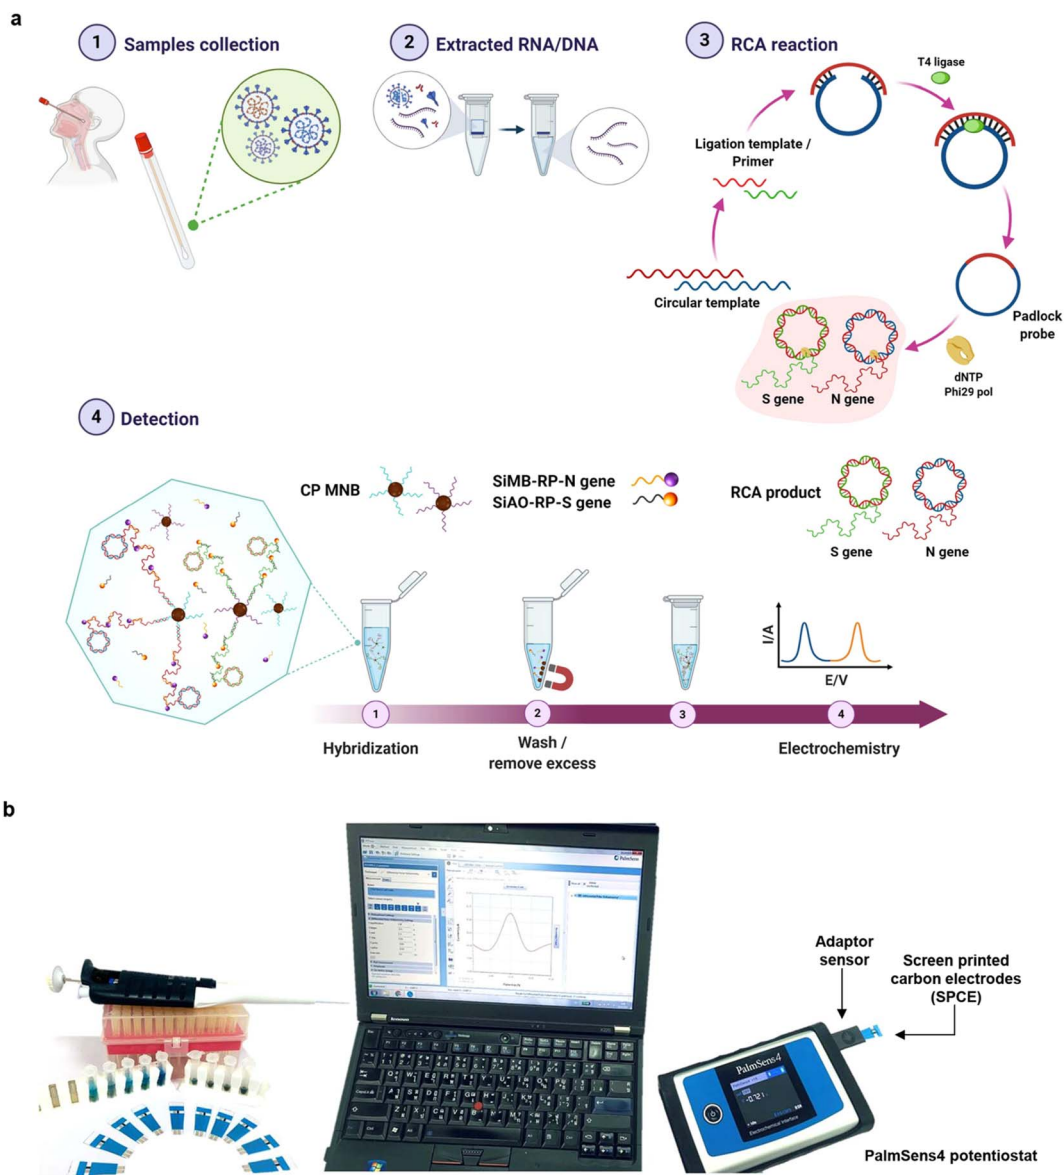 a
1
Samples collection
2
Extracted RNA/DNA
3
RCA reaction
T4 ligase
Ligation template /
Primer
Circular template
Padlock
probe
dNTP
Phi29 pol
S gene
N gene
4
Detection
CP MNB
SiMB-RP-N gene
SiAO-RP-S gene
RCA product
S gene
N gene
I/A
E/V
1
2
3
4
Hybridization
Wash /
remove excess
Electrochemistry
b
PalmSens
Lenovo
Adaptor
sensor
Screen printed
carbon electrodes
(SPCE)
PalmSens4
Electrochemical Interface
PalmSens4 potentiostat